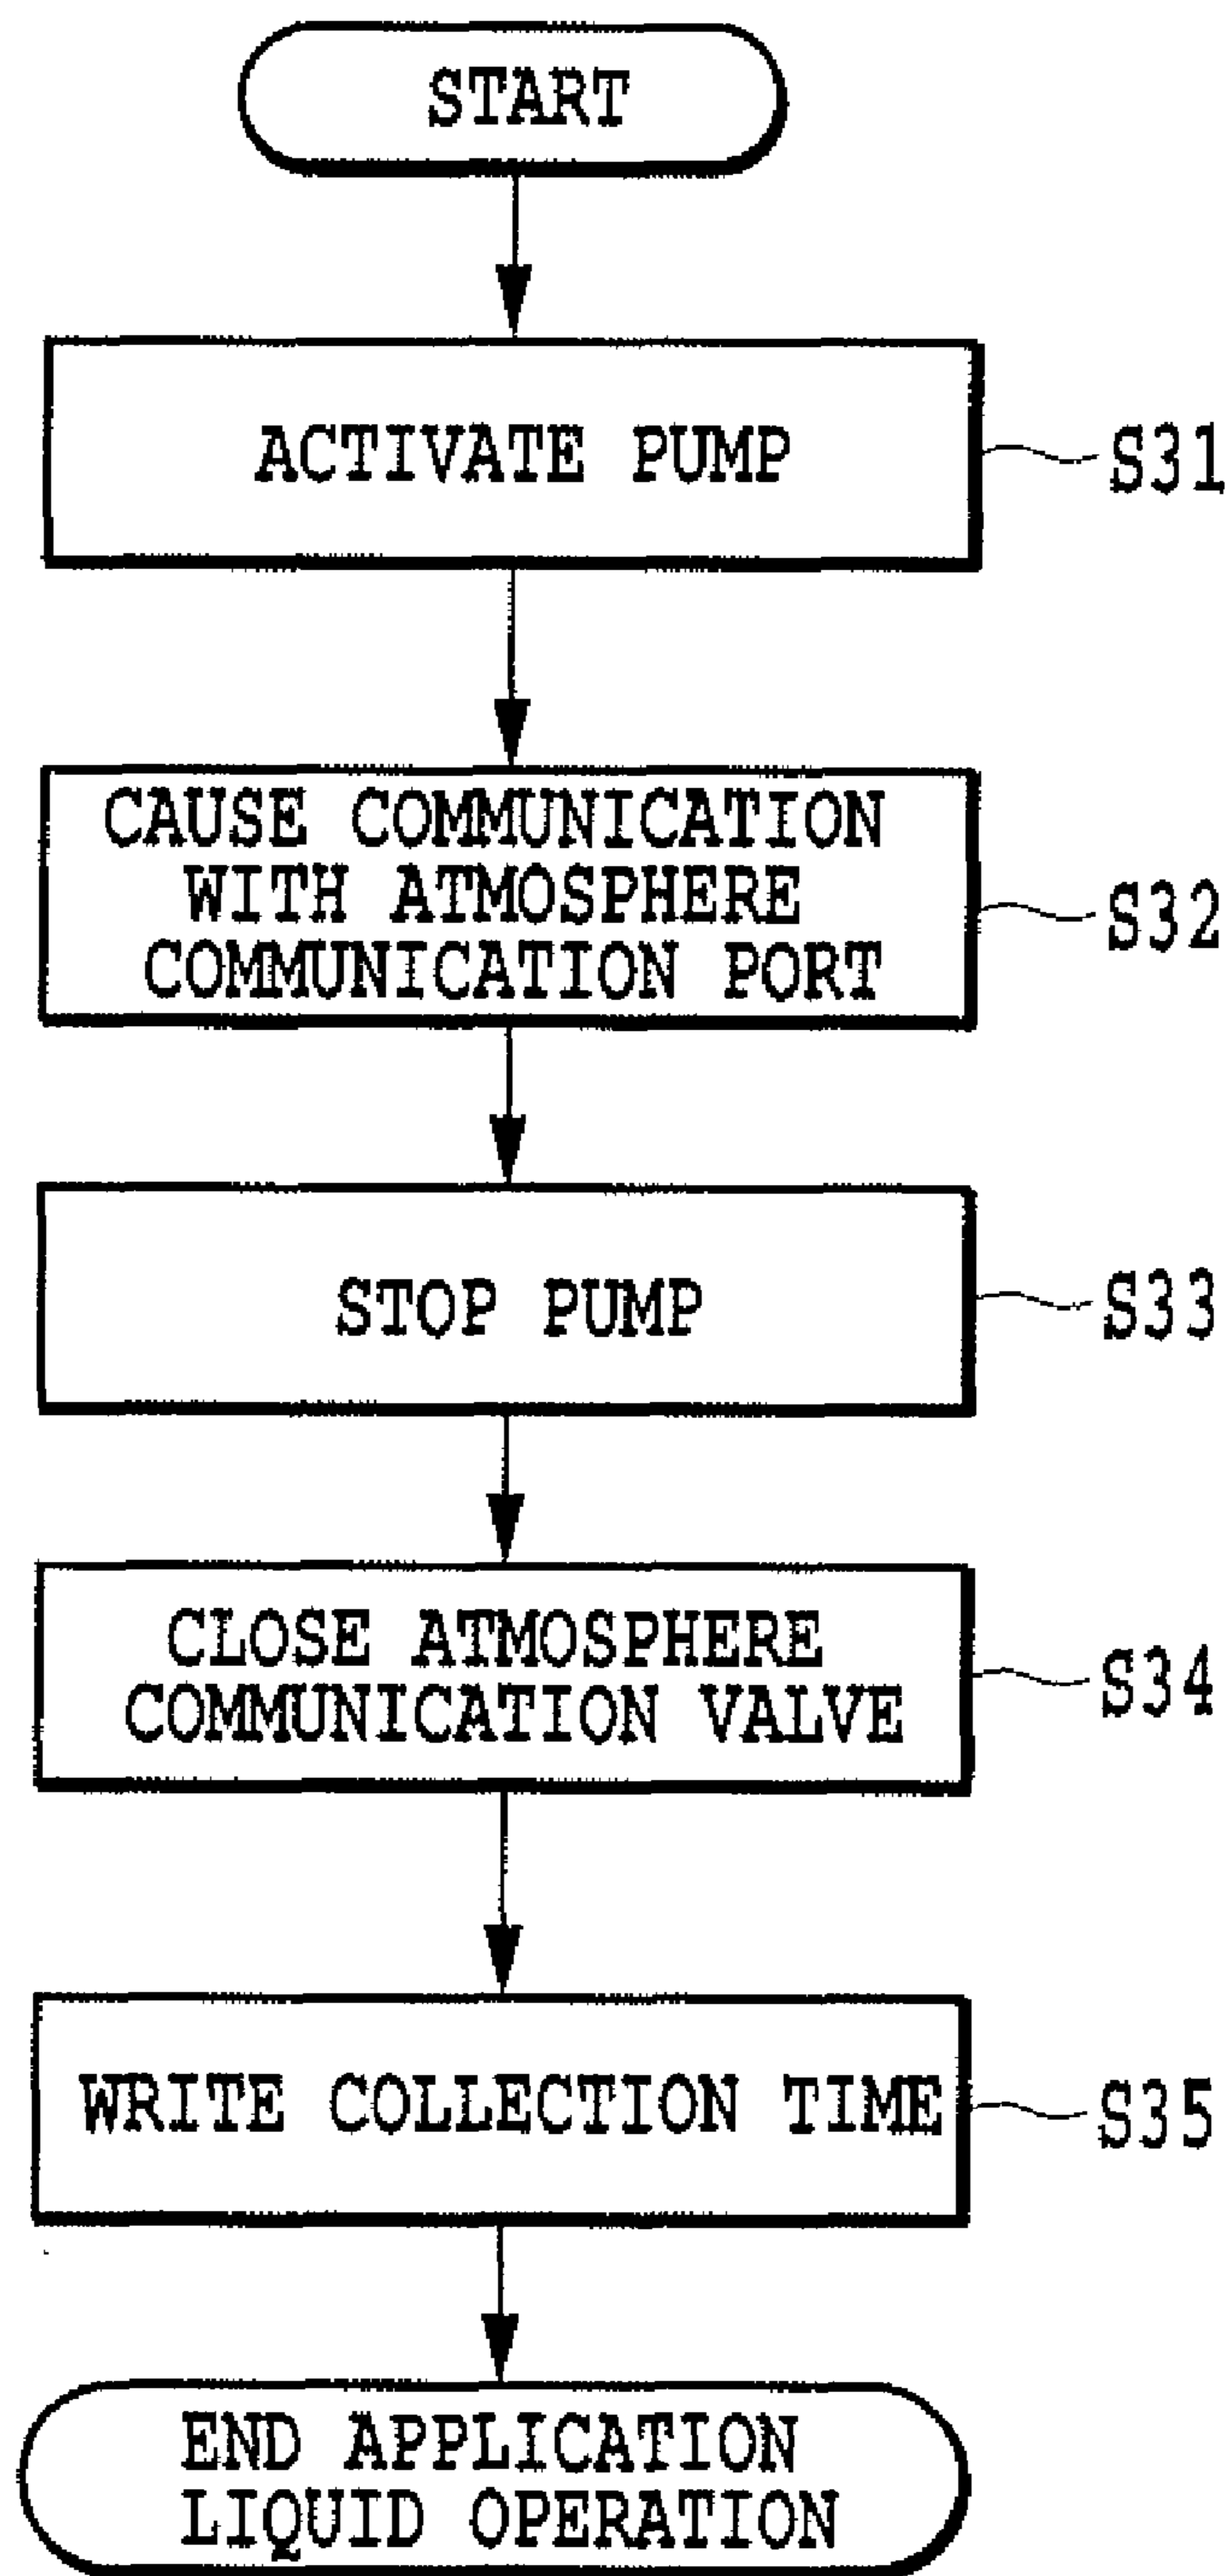 START
ACTIVATE PUMP
S31
CAUSE COMMUNICATION
WITH ATMOSPHERE
COMMUNICATION PORT
S32
STOP PUMP
S33
CLOSE ATMOSPHERE
COMMUNICATION VALVE
S34
WRITE COLLECTION TIME
S35
END APPLICATION
LIQUID OPERATION